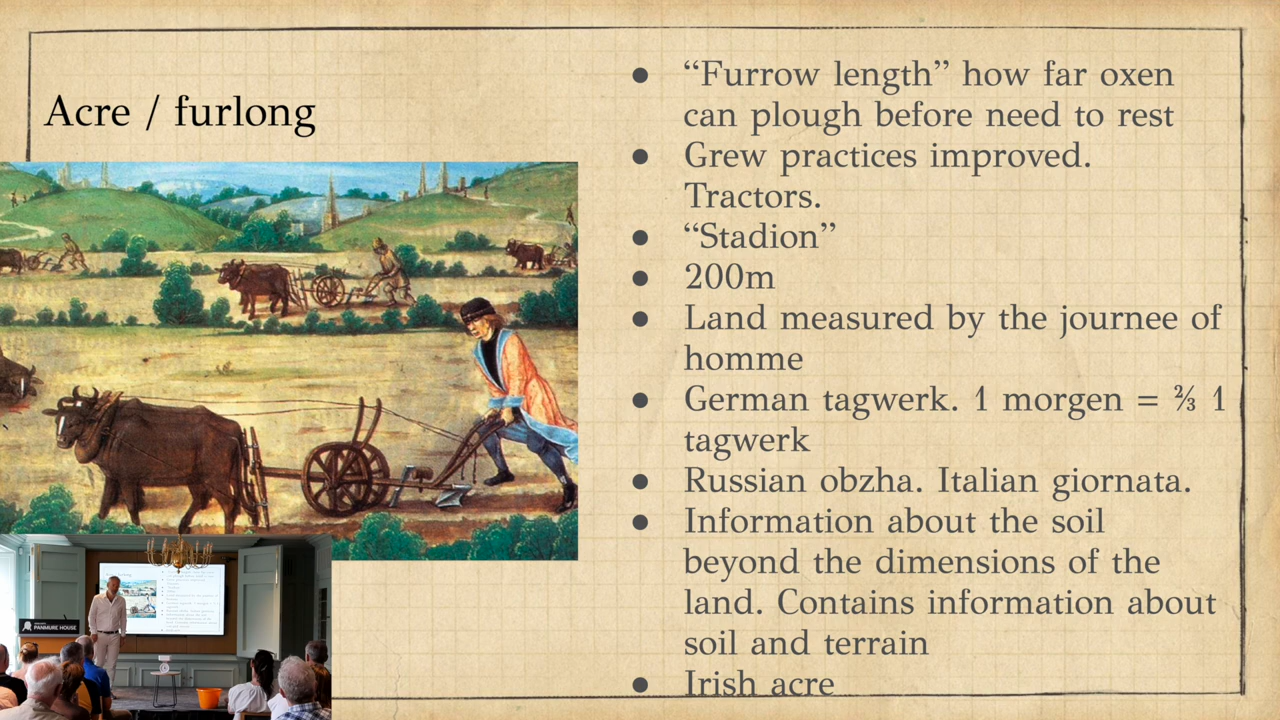 Acre / furlong
● “Furrow length” how far oxen
can plough before need to rest
● Grew practices improved.
Tractors.
● “Stadion”
● 200m
● Land measured by the journee of
homme
● German tagwerk. 1 morgen = ⅔ 1
tagwerk
● Russian obzha. Italian giornata.
● Information about the soil
beyond the dimensions of the
land. Contains information about
soil and terrain
● Irish acre
PANMURE HOUSE